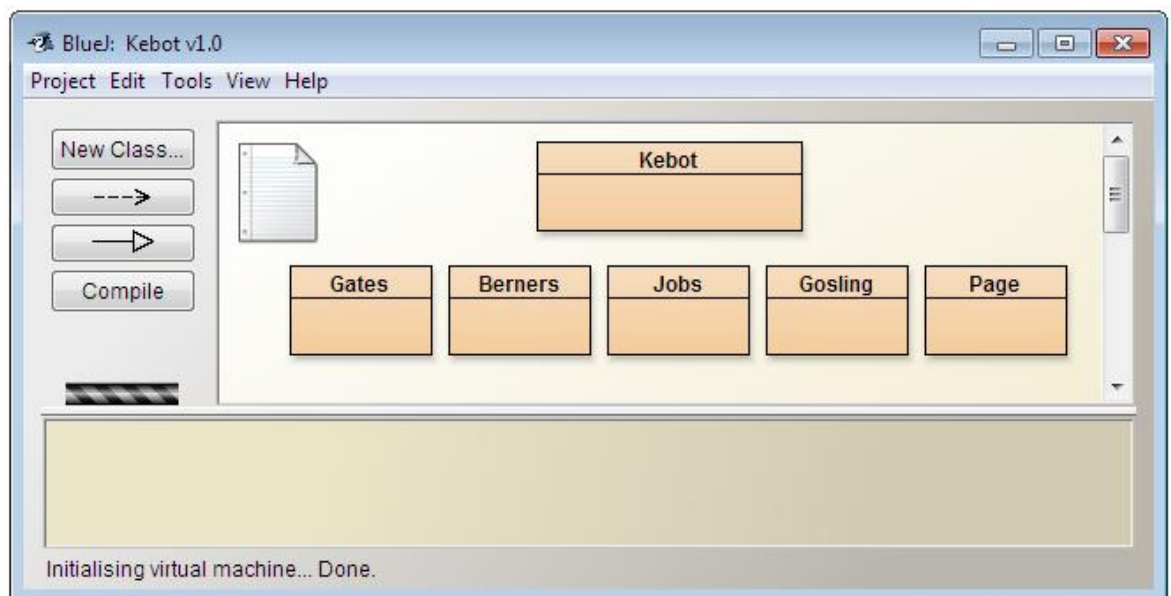 BlueJ: Kebot v1.0
Project Edit Tools View Help
New Class...
Compile
Kebot
Gates Berners Jobs Gosling Page
Initialising virtual machine... Done.